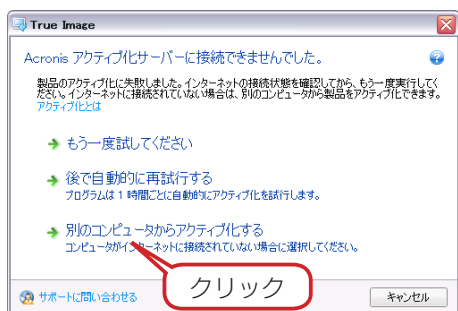 True Image
Acronis アクティブ化サーバーに接続できませんでした。
製品のアクティブ化に失敗しました。インターネットの接続状態を確認してから、もう一度実行してく
ださい。インターネットに接続されていない場合は、別のコンピュータから製品をアクティブ化できます。
アクティブ化とは
もう一度試してください
後で自動的に再試行する
プログラムは 1 時間ごとに自動的にアクティブ化を試行します。
別のコンピュータからアクティブ化する
コンピュータがインターネットに接続されていない場合に選択してください。
クリック
サポートに問い合わせる
キャンセル